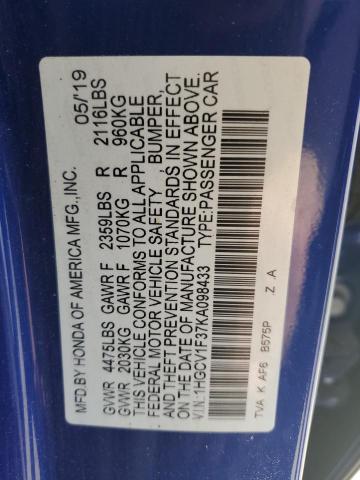 MFD.BY HONDA OF AMERICA MFG.,INC. 05/19
GVWR 4475LBS GAWR F 2359LBS R 2116LBS
GVWR 2030KG GAWR F 1070KG R 960KG
THIS VEHICLE CONFORMS TO ALL APPLICABLE
FEDERAL MOTOR VEHICLE SAFETY, BUMPER,
AND THEFT PREVENTION STANDARDS IN EFFECT
ON THE DATE OF MANUFACTURE SHOWN ABOVE.
V.I.N:1HGCV1F37KA098433 TYPE:PASSENGER CAR
TVA K AF6 B575P .Z .A